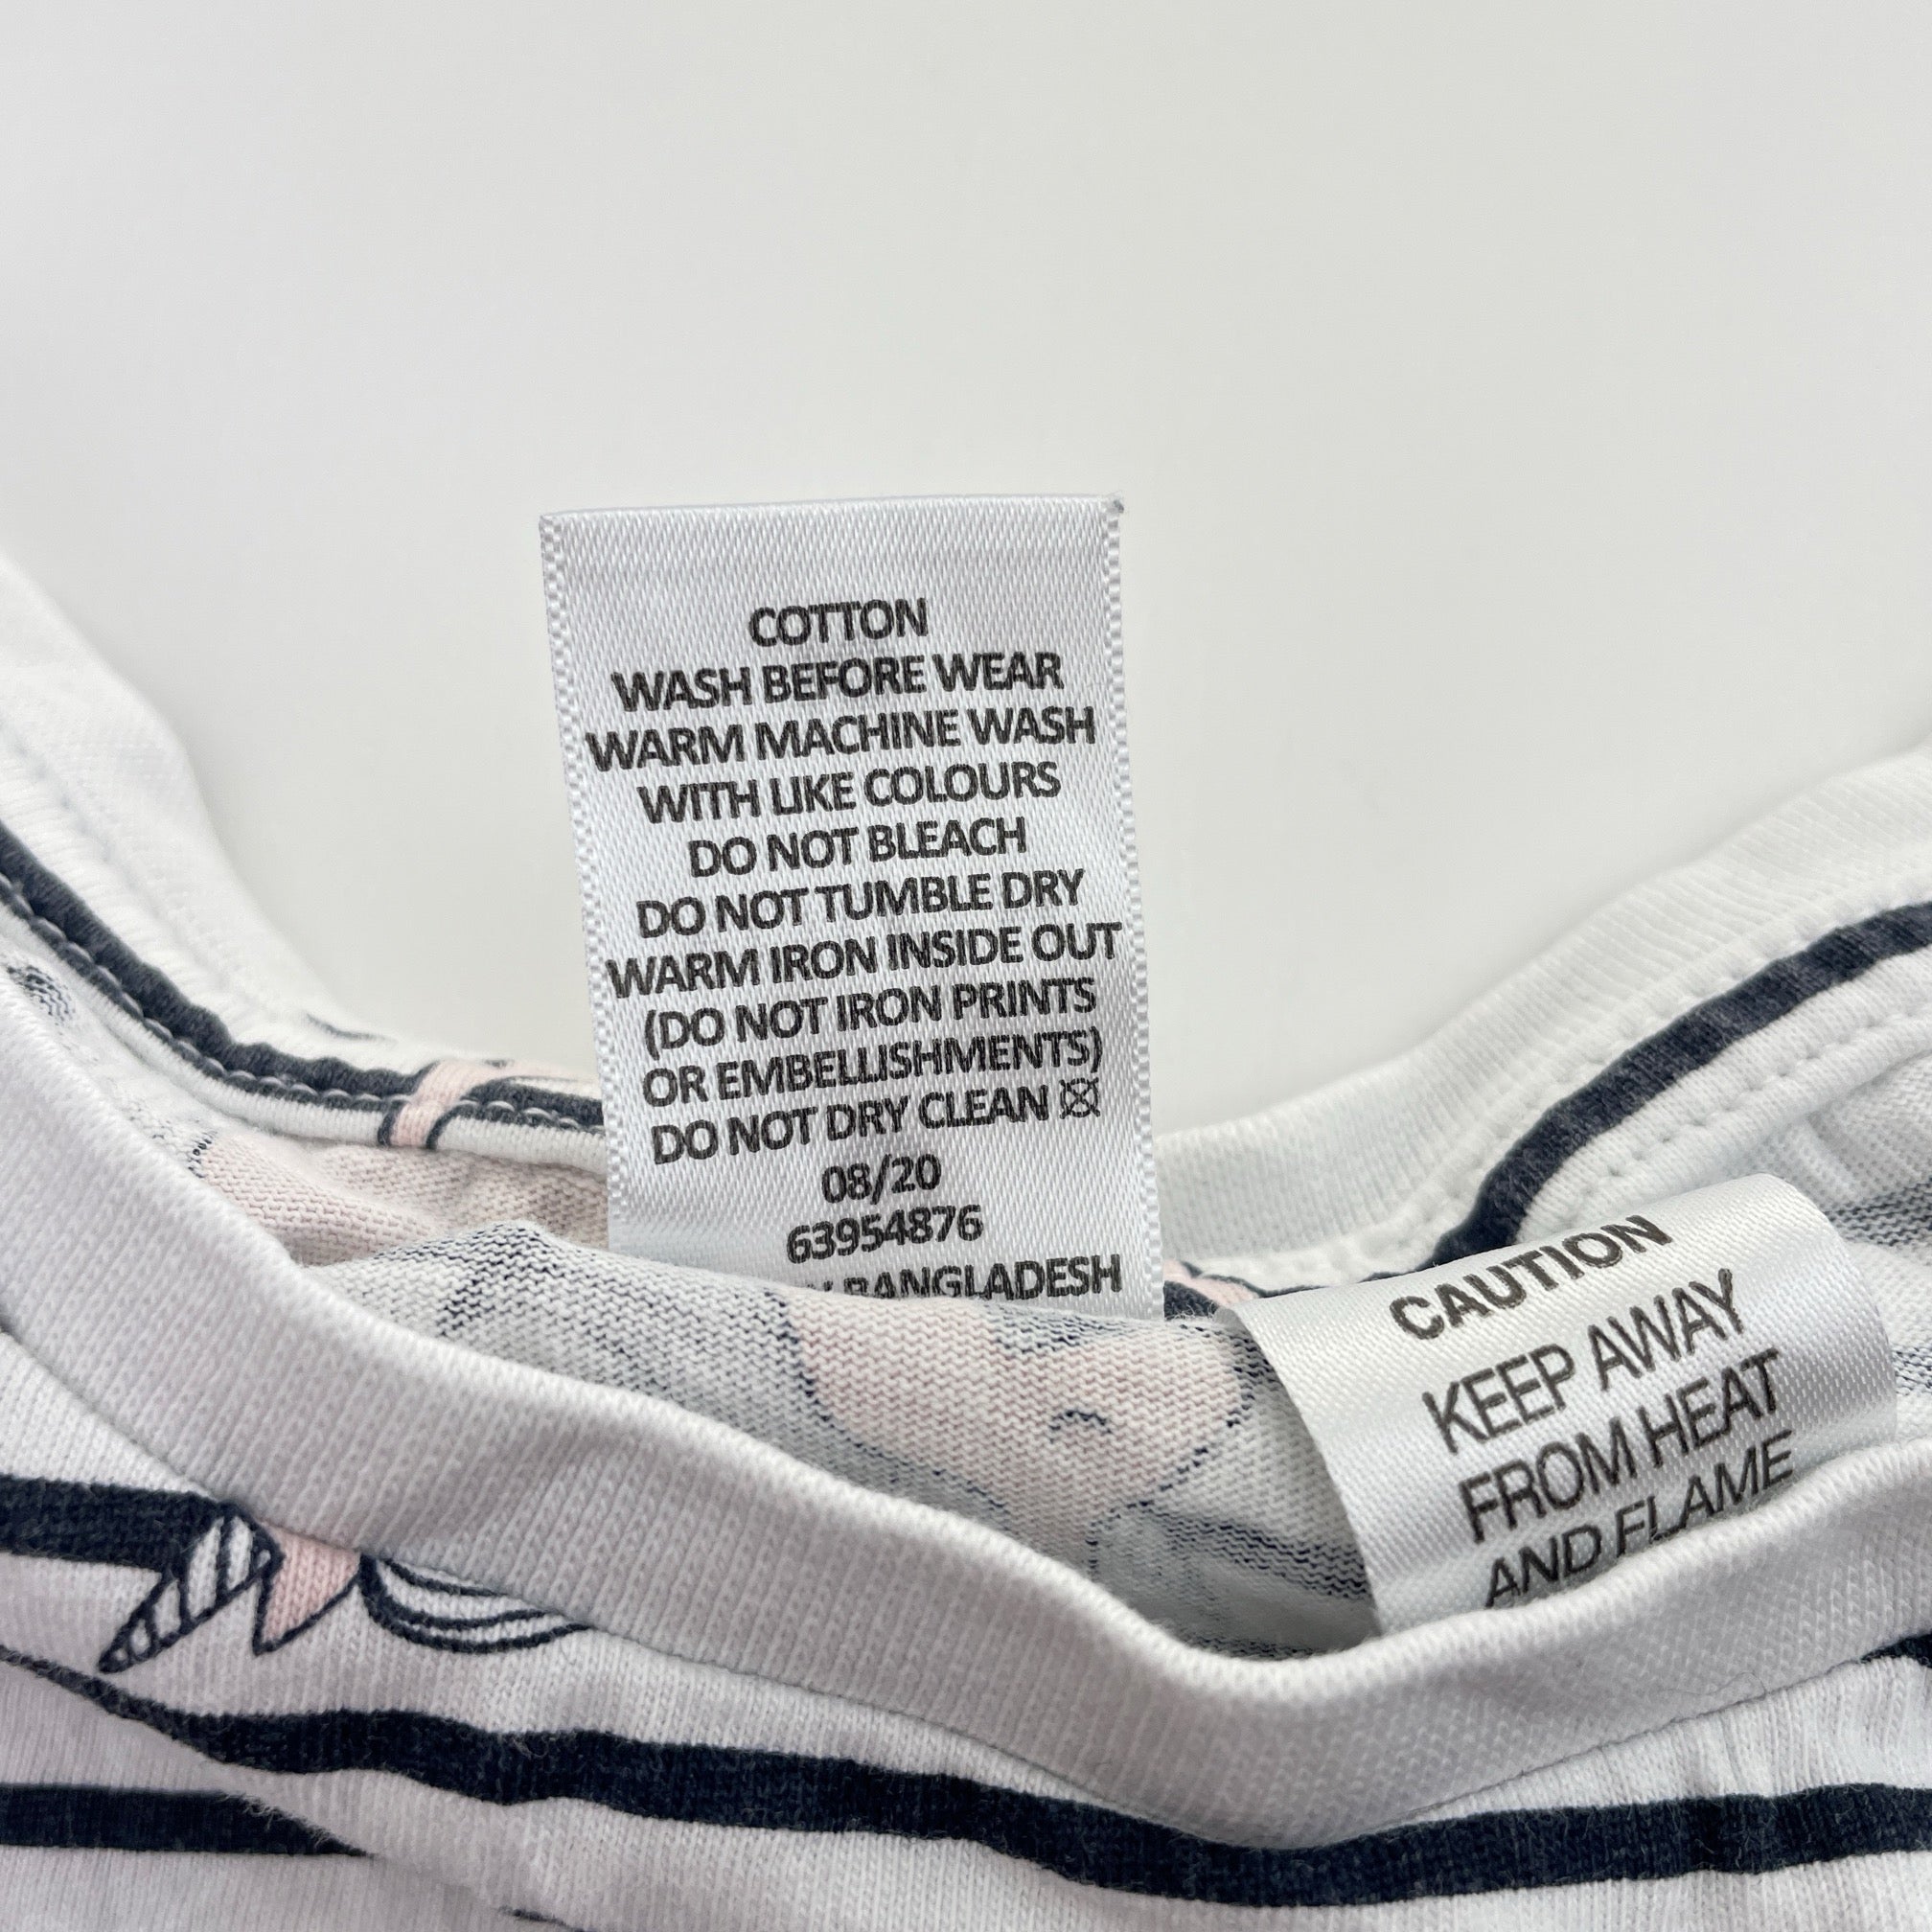 COTTON
WASH BEFORE WEAR
WARM MACHINE WASH
WITH LIKE COLOURS
DO NOT BLEACH
DO NOT TUMBLE DRY
WARM IRON INSIDE OUT
(DO NOT IRON PRINTS
OR EMBELLISHMENTS)
DO NOT DRY CLEAN
08/20
63954876
BANGLADESH
CAUTION
KEEP AWAY
FROM HEAT
AND FLAME